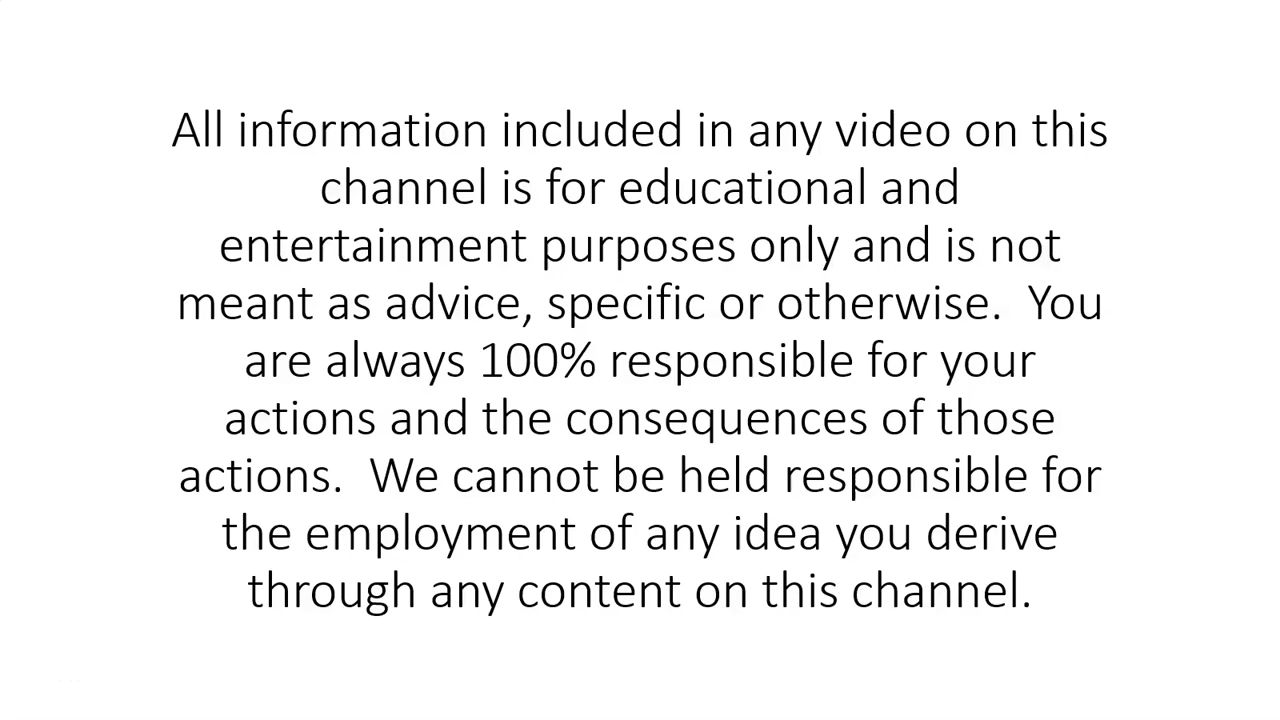 All information included in any video on this
channel is for educational and
entertainment purposes only and is not
meant as advice, specific or otherwise.  You
are always 100% responsible for your
actions and the consequences of those
actions.  We cannot be held responsible for
the employment of any idea you derive
through any content on this channel.